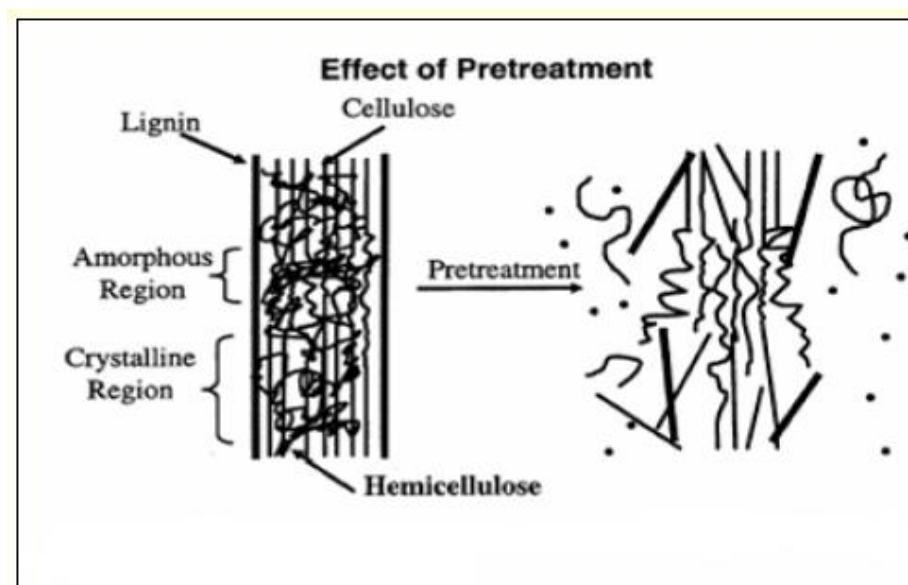 Effect of Pretreatment
Lignin
Cellulose
Amorphous
Region
Pretreatment
Crystalline
Region
Hemicellulose